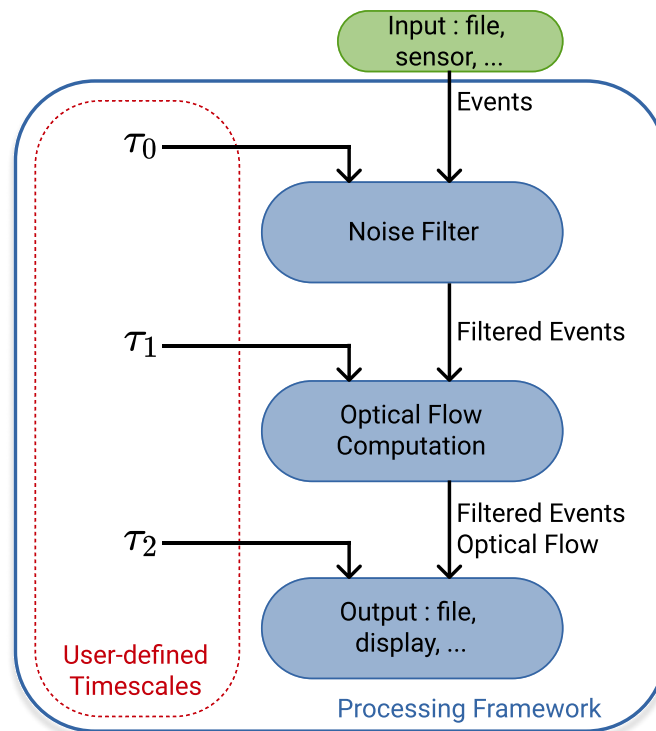 Input : file,
sensor, ...
Events
τ0
Noise Filter
Filtered Events
τ1
Optical Flow
Computation
Filtered Events
Optical Flow
τ2
Output : file,
display, ...
User-defined
Timescales
Processing Framework